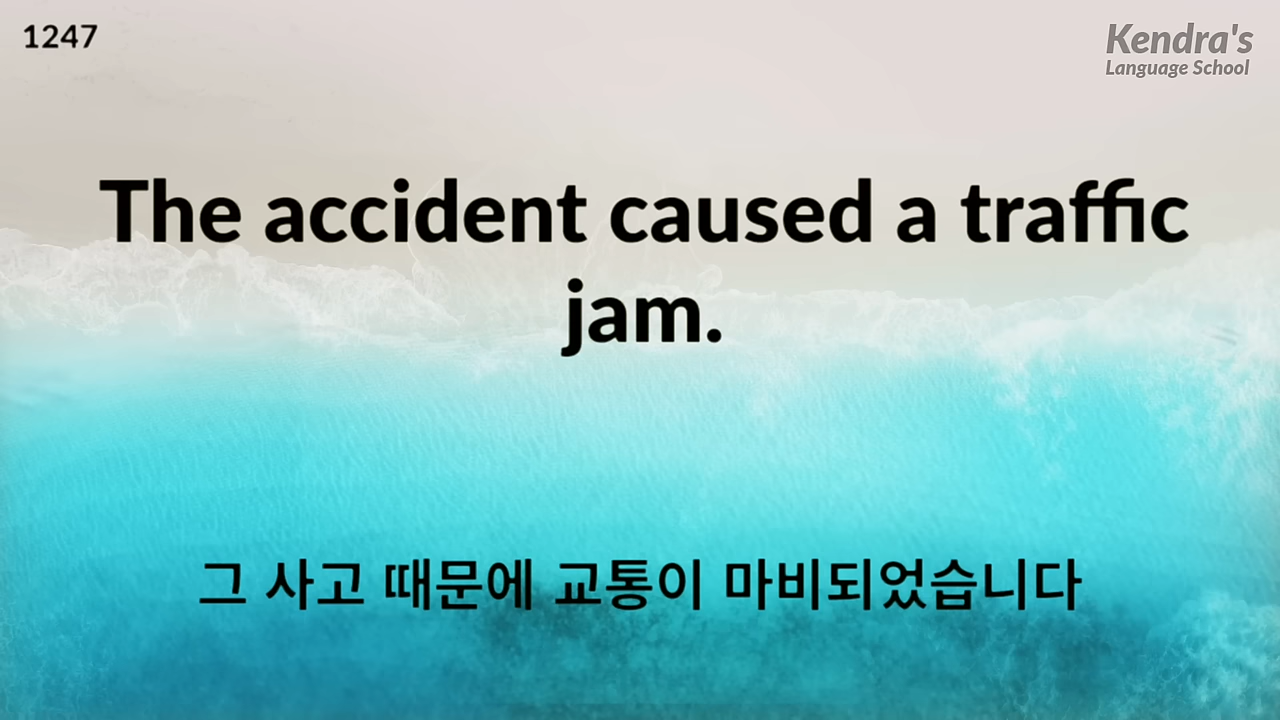 1247
Kendra's
Language School
The accident caused a traffic
jam.
그 사고 때문에 교통이 마비되었습니다